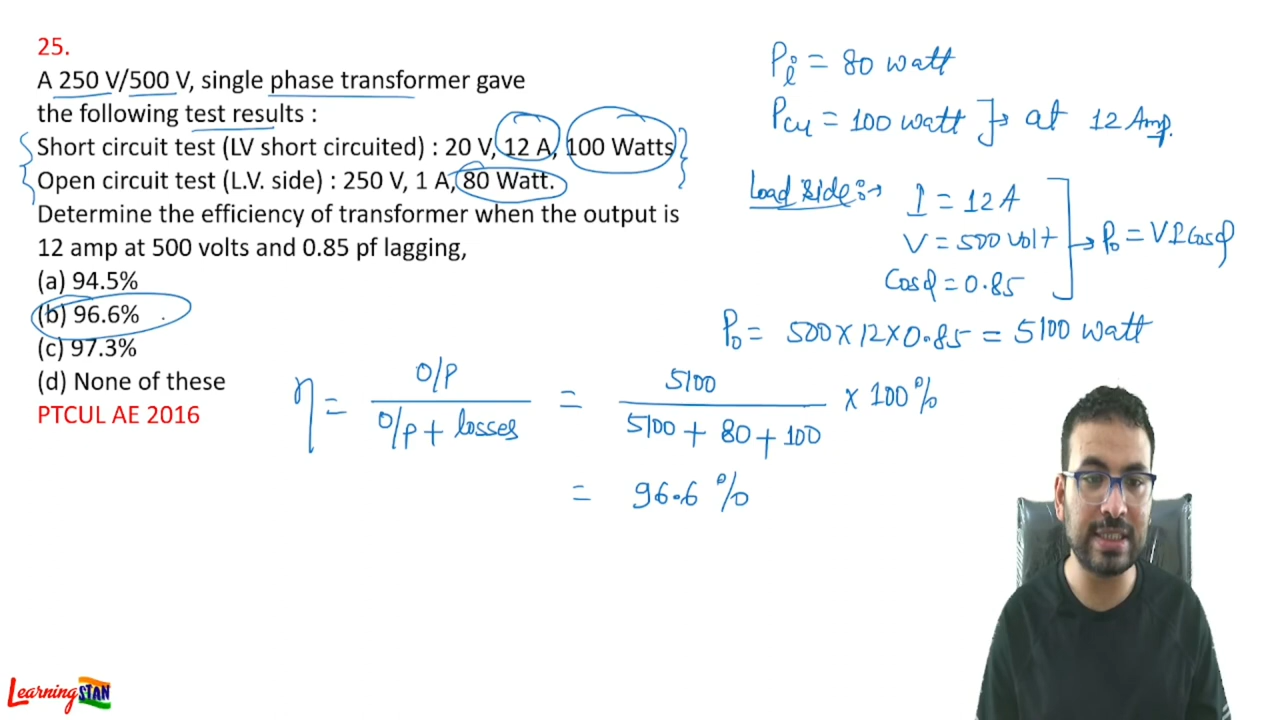 25.
A 250 V/500 V, single phase transformer gave
the following test results :
Short circuit test (LV short circuited) : 20 V, 12 A, 100 Watts
Open circuit test (L.V. side) : 250 V, 1 A, 80 Watt.
Determine the efficiency of transformer when the output is
12 amp at 500 volts and 0.85 pf lagging,
(a) 94.5%
(b) 96.6%
(c) 97.3%
(d) None of these
PTCUL AE 2016
Pi = 80 watt
Pcu = 100 watt ]→ at 12 Amp.
Load side:→
I = 12 A
V = 500 volt → Po = VI Cosφ
Cosφ = 0.85
Po = 500 × 12 × 0.85 = 5100 watt
η = O/P / O/P + losses = 5100 / 5100 + 80 + 100 × 100%
= 96.6 %
LearningSTAN